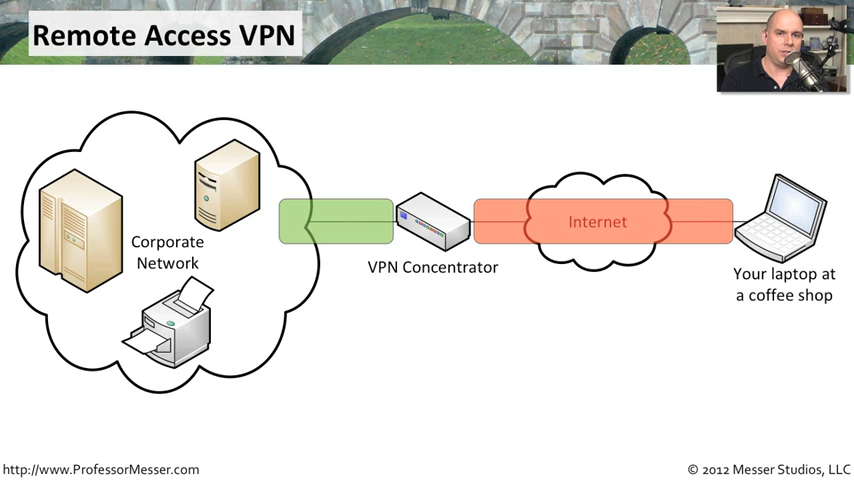 Remote Access VPN
Corporate
Network
VPN Concentrator
Internet
Your laptop at
a coffee shop
http://www.ProfessorMesser.com
© 2012 Messer Studios, LLC